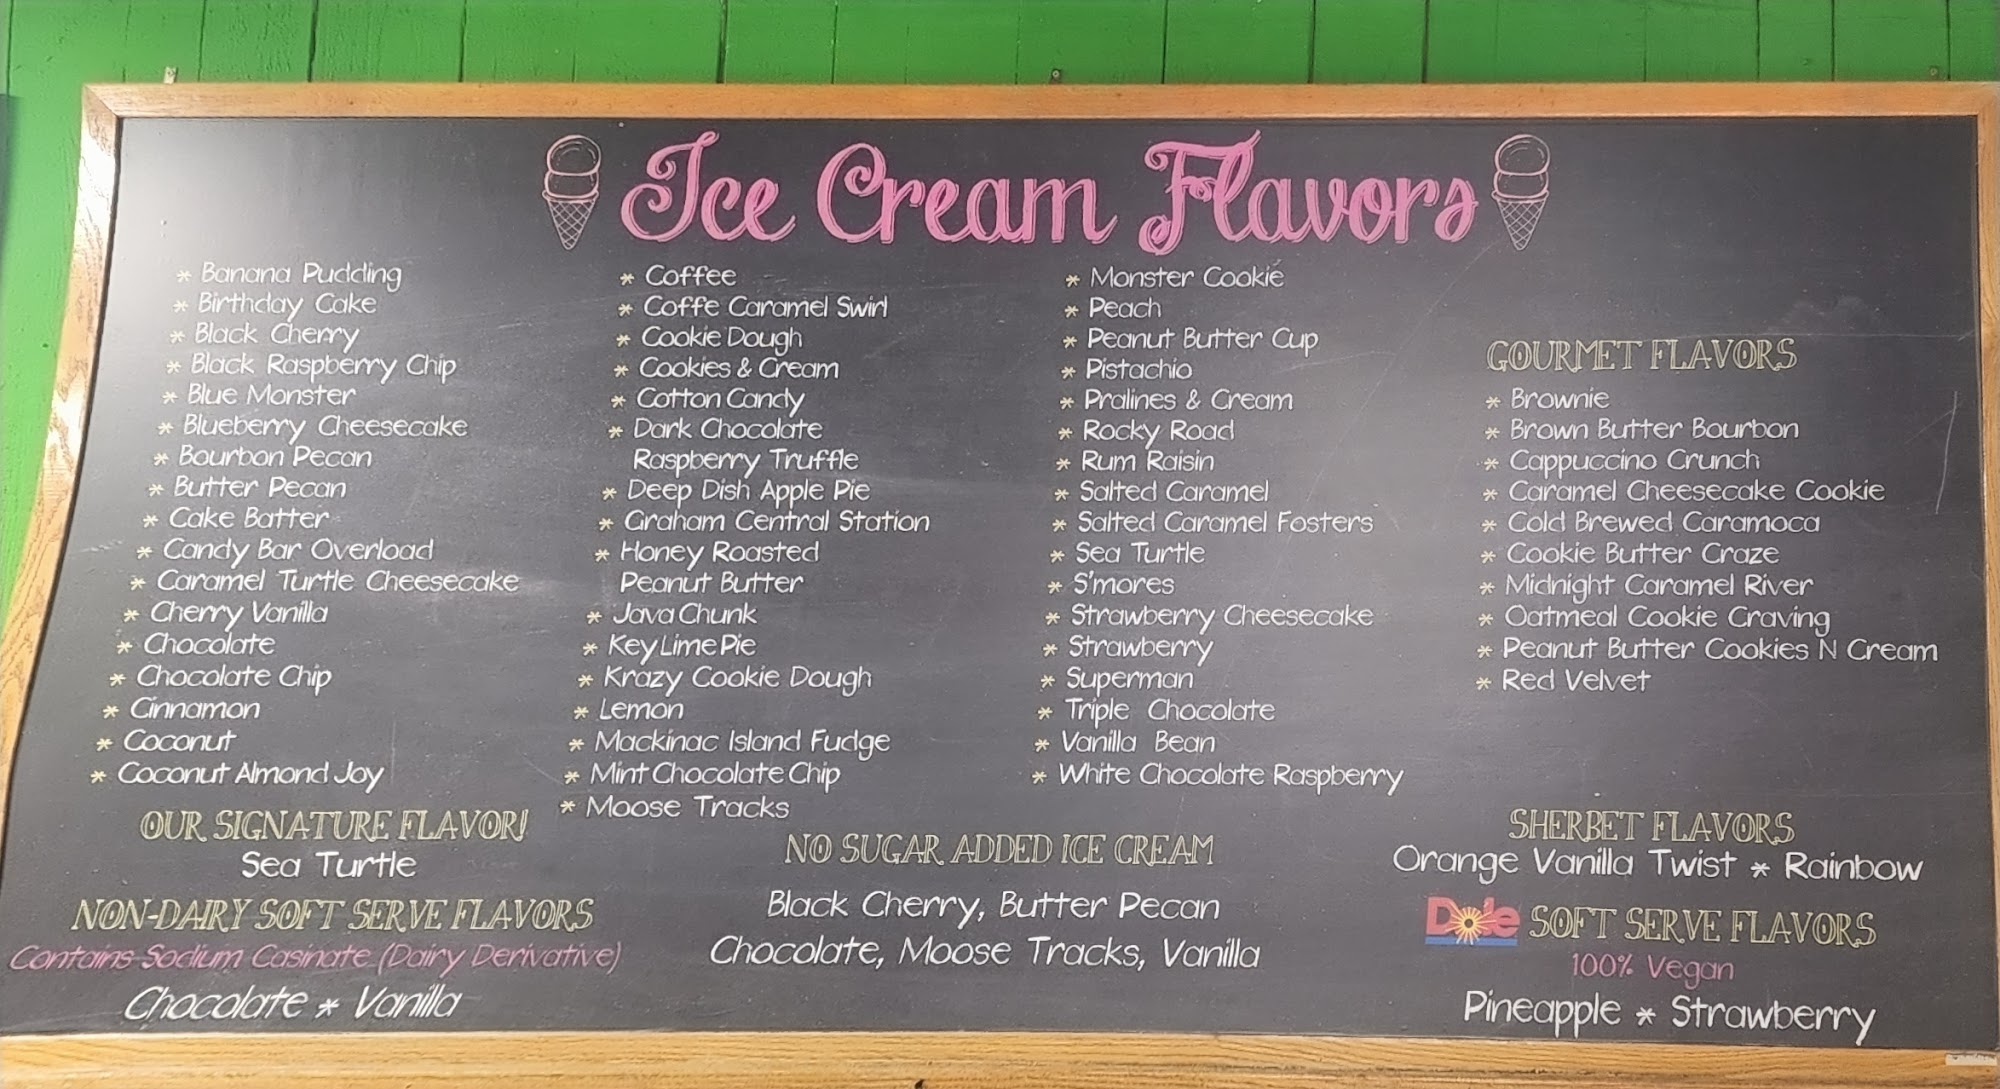 Ice Cream Flavors
* Banana Pudding
* Birthday Cake
* Black Cherry
* Black Raspberry Chip
* Blue Monster
* Blueberry Cheesecake
* Bourbon Pecan
* Butter Pecan
* Cake Batter
* Candy Bar Overload
* Caramel Turtle Cheesecake
* Cherry Vanilla
* Chocolate
* Chocolate Chip
* Cinnamon
* Coconut
* Coconut Almond Joy
* Coffee
* Coffe Caramel Swirl
* Cookie Dough
* Cookies & Cream
* Cotton Candy
* Dark Chocolate
Raspberry Truffle
* Deep Dish Apple Pie
* Graham Central Station
* Honey Roasted
Peanut Butter
* Java Chunk
* Key Lime Pie
* Krazy Cookie Dough
* Lemon
* Mackinac Island Fudge
* Mint Chocolate Chip
* Moose Tracks
* Monster Cookie
* Peach
* Peanut Butter Cup
* Pistachio
* Pralines & Cream
* Rocky Road
* Rum Raisin
* Salted Caramel
* Salted Caramel Fosters
* Sea Turtle
* S'mores
* Strawberry Cheesecake
* Strawberry
* Superman
* Triple Chocolate
* Vanilla Bean
* White Chocolate Raspberry
GOURMET FLAVORS
* Brownie
* Brown Butter Bourbon
* Cappuccino Crunch
* Caramel Cheesecake Cookie
* Cold Brewed Caramoca
* Cookie Butter Craze
* Midnight Caramel River
* Oatmeal Cookie Craving
* Peanut Butter Cookies N Cream
* Red Velvet
OUR SIGNATURE FLAVOR!
Sea Turtle
NON-DAIRY SOFT SERVE FLAVORS
Contains Sodium Casinate (Dairy Derivative)
Chocolate * Vanilla
NO SUGAR ADDED ICE CREAM
Black Cherry, Butter Pecan
Chocolate, Moose Tracks, Vanilla
SHERBET FLAVORS
Orange Vanilla Twist * Rainbow
Dole SOFT SERVE FLAVORS
100% Vegan
Pineapple * Strawberry